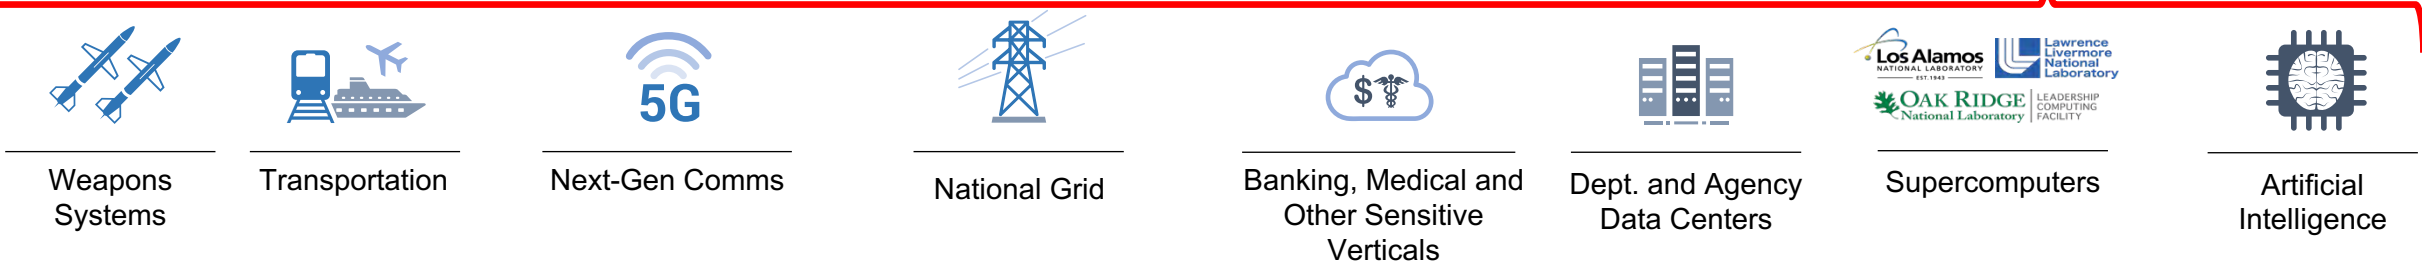 5G
$
Los Alamos
NATIONAL LABORATORY
EST. 1943
Lawrence
Livermore
National
Laboratory
OAK RIDGE
National Laboratory
LEADERSHIP
COMPUTING
FACILITY
Weapons
Systems
Transportation
Next-Gen Comms
National Grid
Banking, Medical and
Other Sensitive
Verticals
Dept. and Agency
Data Centers
Supercomputers
Artificial
Intelligence